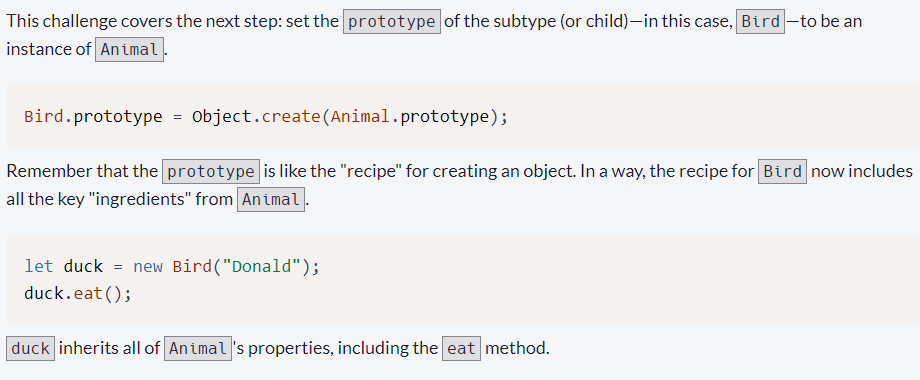 This challenge covers the next step: set the prototype of the subtype (or child)—in this case, Bird—to be an
instance of Animal.
Bird.prototype = Object.create(Animal.prototype);
Remember that the prototype is like the "recipe" for creating an object. In a way, the recipe for Bird now includes
all the key "ingredients" from Animal.
let duck = new Bird("Donald");
duck.eat();
duck inherits all of Animal's properties, including the eat method.